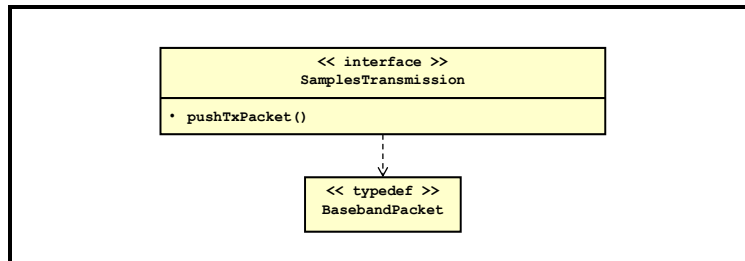 << interface >>
SamplesTransmission
• pushTxPacket()
<< typedef >>
BasebandPacket